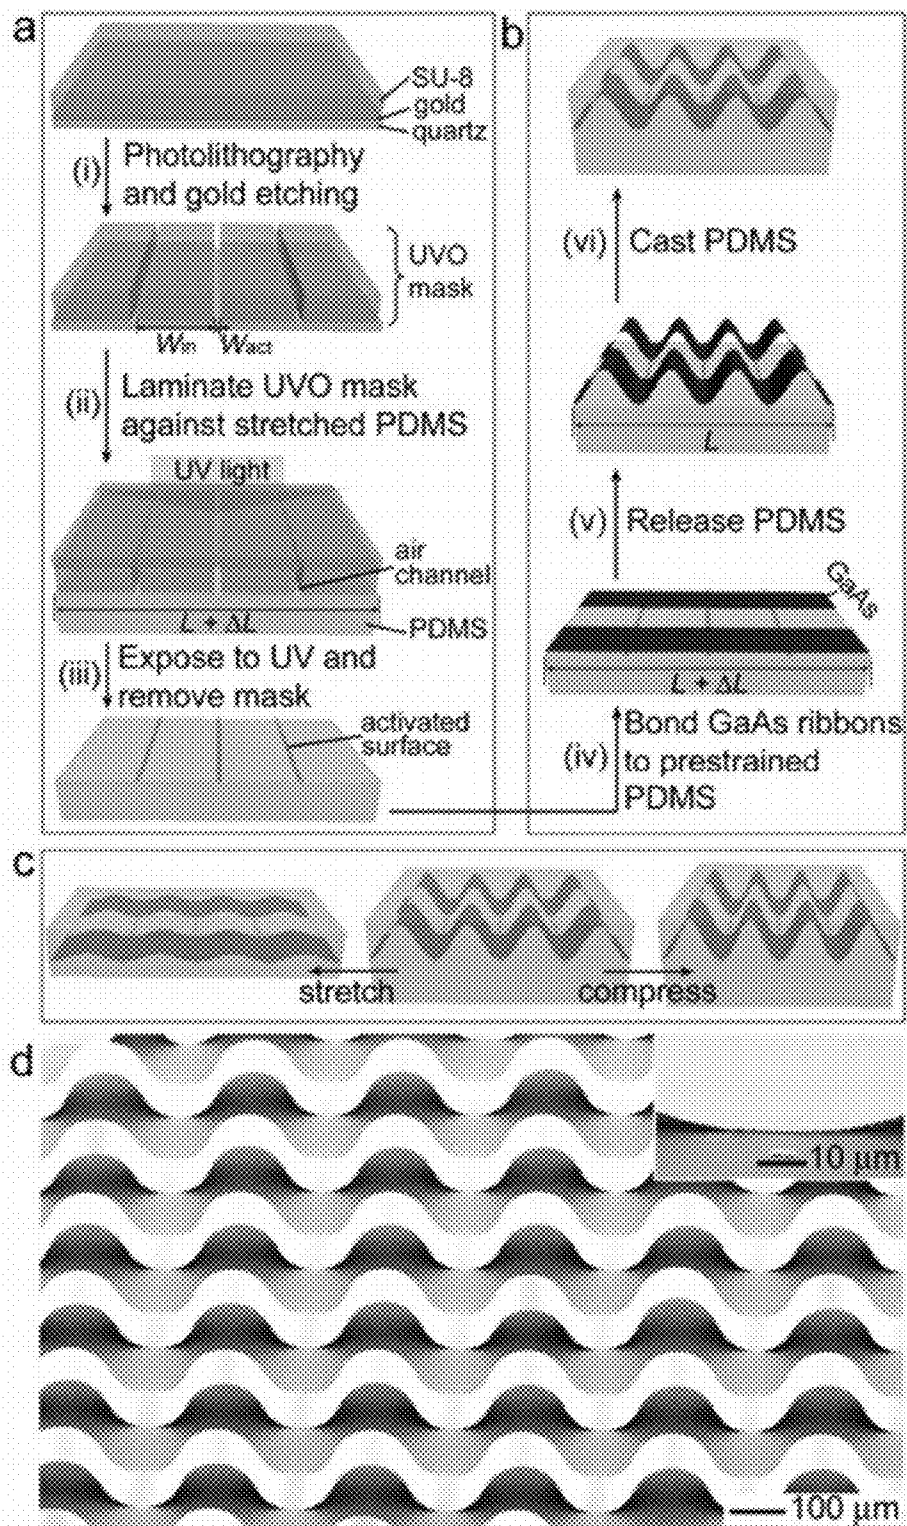 a
SU-8
gold
quartz
(i) Photolithography
and gold etching
UVO
mask
Win Wact
(ii) Laminate UVO mask
against stretched PDMS
UV light
air
channel
L + ΔL
PDMS
(iii) Expose to UV and
remove mask
activated
surface
b
(vi) Cast PDMS
L
(v) Release PDMS
GaAs
L + ΔL
(iv) Bond GaAs ribbons
to prestrained
PDMS
c
stretch
compress
d
10 µm
100 µm